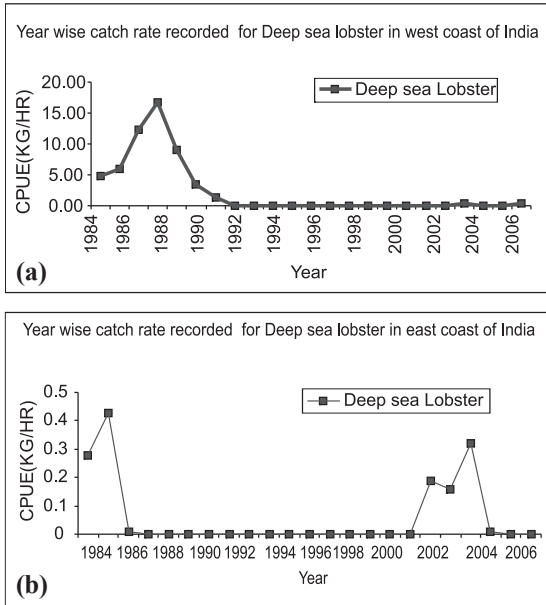 Year wise catch rate recorded for Deep sea lobster in west coast of India
CPUE(KG/HR)
20.00
15.00
10.00
5.00
0.00
Deep sea Lobster
1984
1986
1988
1990
1992
1994
1996
1998
2000
2002
2004
2006
Year
(a)
Year wise catch rate recorded for Deep sea lobster in east coast of India
CPUE(KG/HR)
0.5
0.4
0.3
0.2
0.1
0
Deep sea Lobster
1984 1986 1988 1990 1992 1994 1996 1998 2000 2002 2004 2006
Year
(b)